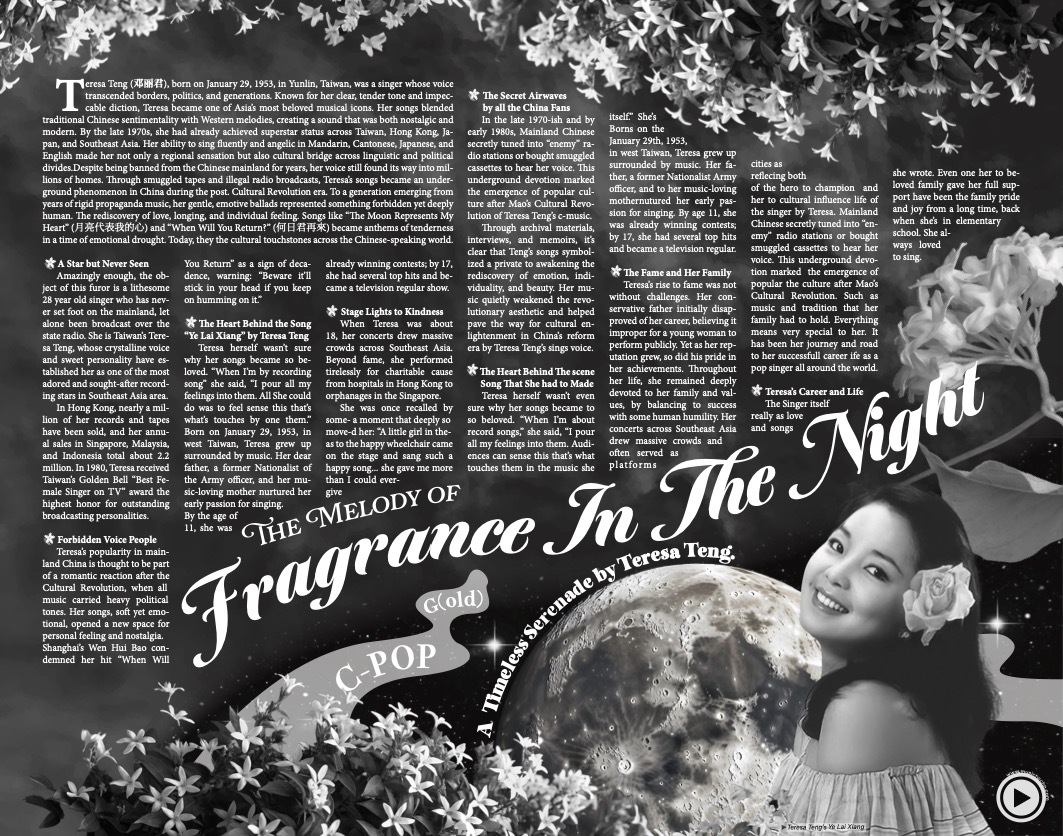 Teresa Teng (邓丽君), born on January 29, 1953, in Yunlin, Taiwan, was a singer whose voice
transcended borders, politics, and generations. Known for her clear, tender tone and impec-
cable diction, Teresa became one of Asia's most beloved musical icons. Her songs blended
traditional Chinese sentimentality with Western melodies, creating a sound that was both nostalgic and
modern. By the late 1970s, she had already achieved superstar status across Taiwan, Hong Kong, Ja-
pan, and Southeast Asia. Her ability to sing fluently and angelic in Mandarin, Cantonese, Japanese, and
English made her not only a regional sensation but also cultural bridge across linguistic and political
divides.Despite being banned from the Chinese mainland for years, her voice still found its way into mil-
lions of homes. Through smuggled tapes and illegal radio broadcasts, Teresa's songs became an under-
ground phenomenon in China during the post. Cultural Revolution era. To a generation emerging from
years of rigid propaganda music, her gentle, emotive ballads represented something forbidden yet deeply
human. The rediscovery of love, longing, and individual feeling. Songs like "The Moon Represents My
Heart" (月亮代表我的心) and "When Will You Return?" (何日君再來) became anthems of tenderness
in a time of emotional drought. Today, they the cultural touchstones across the Chinese-speaking world.
A Star but Never Seen
Amazingly enough, the ob-
ject of this furor is a lithesome
28 year old singer who has nev-
er set foot on the mainland, let
alone been broadcast over the
state radio. She is Taiwan's Tere-
sa Teng, whose crystalline voice
and sweet personality have es-
tablished her as one of the most
adored and sought-after record-
ing stars in Southeast Asia area.
In Hong Kong, nearly a mil-
lion of her records and tapes
have been sold, and her annu-
al sales in Singapore, Malaysia,
and Indonesia total about 2.2
million. In 1980, Teresa received
Taiwan's Golden Bell "Best Fe-
male Singer on TV" award the
highest honor for outstanding
broadcasting personalities.
Forbidden Voice People
Teresa's popularity in main-
land China is thought to be part
of a romantic reaction after the
Cultural Revolution, when all
music carried heavy political
tones. Her songs, soft yet emo-
tional, opened a new space for
personal feeling and nostalgia.
Shanghai's Wen Hui Bao con-
demned her hit "When Will
You Return" as a sign of deca-
dence, warning: "Beware it'll
stick in your head if you keep
on humming on it."
The Heart Behind the Song
"Ye Lai Xiang" by Teresa Teng
Teresa herself wasn't sure
why her songs became so be-
loved. "When I'm by recording
song" she said, "I pour all my
feelings into them. All She could
do was to feel sense this that's
what's touches by one them."
Born on January 29, 1953, in
west Taiwan, Teresa grew up
surrounded by music. Her dear
father, a former Nationalist of
the Army officer, and her mu-
sic-loving mother nurtured her
early passion for singing.
By the age of
11, she was
already winning contests; by 17,
she had several top hits and be-
came a television regular show.
Stage Lights to Kindness
When Teresa was about
18, her concerts drew massive
crowds across Southeast Asia.
Beyond fame, she performed
tirelessly for charitable cause
from hospitals in Hong Kong to
orphanages in the Singapore.
She was once recalled by
some- a moment that deeply so
move-d her: "A little girl in the-
as to the happy wheelchair came
on the stage and sang such a
happy song... she gave me more
than I could ever-
give
The Secret Airwaves
by all the China Fans
In the late 1970-ish and by
early 1980s, Mainland Chinese
secretly tuned into "enemy" ra-
dio stations or bought smuggled
cassettes to hear her voice. This
underground devotion marked
the emergence of popular cul-
ture after Mao's Cultural Revo-
lution of Teresa Teng's c-music.
Through archival materials,
interviews, and memoirs, it's
clear that Teng's songs symbol-
ized a private to awakening the
rediscovery of emotion, indi-
viduality, and beauty. Her mu-
sic quietly weakened the revo-
lutionary aesthetic and helped
pave the way for cultural en-
lightenment in China's reform
era by Teresa Teng's sings voice.
The Heart Behind The scene
Song That She had to Made
Teresa herself wasn't even
sure why her songs became to
so beloved. "When I'm about
record songs," she said, "I pour
all my feelings into them. Audi-
ences can sense this that's what
touches them in the music she
itself." She's
Borns on the
January 29th, 1953,
in west Taiwan, Teresa grew up
surrounded by music. Her fa-
ther, a former Nationalist Army
officer, and to her music-loving
mothernutured her early pas-
sion for singing. By age 11, she
was already winning contests;
by 17, she had several top hits
and became a television regular.
The Fame and Her Family
Teresa's rise to fame was not
without challenges. Her con-
servative father initially disap-
proved of her career, believing it
improper for a young woman to
perform publicly. Yet as her rep-
utation grew, so did his pride in
her achievements. Throughout
her life, she remained deeply
devoted to her family and val-
ues, by balancing to success
with some human humility. Her
concerts across Southeast Asia
drew massive crowds and
often served as
platforms
cities as
reflecting both
of the hero to champion and
her to cultural influence life of
the singer by Teresa. Mainland
Chinese secretly tuned into "en-
emy" radio stations or bought
smuggled cassettes to hear her
voice. This underground devo-
tion marked the emergence of
popular the culture after Mao's
Cultural Revolution. Such as
music and tradition that her
family had to hold. Everything
means very special to her. It
has been her journey and road
to her successfull career ife as a
pop singer all around the world.
Teresa's Career and Life
The Singer itself
really as love
and songs
she wrote. Even one her to be-
loved family gave her full sup-
port have been the family pride
and joy from a long time, back
when she's in elementary
school. She al-
ways loved
to sing.
THE MELODY OF
Fragrance In The Night
A Timeless Serenade by Teresa Teng.
G(old)
C-POP
Teresa Teng's Ye Lai Xiang